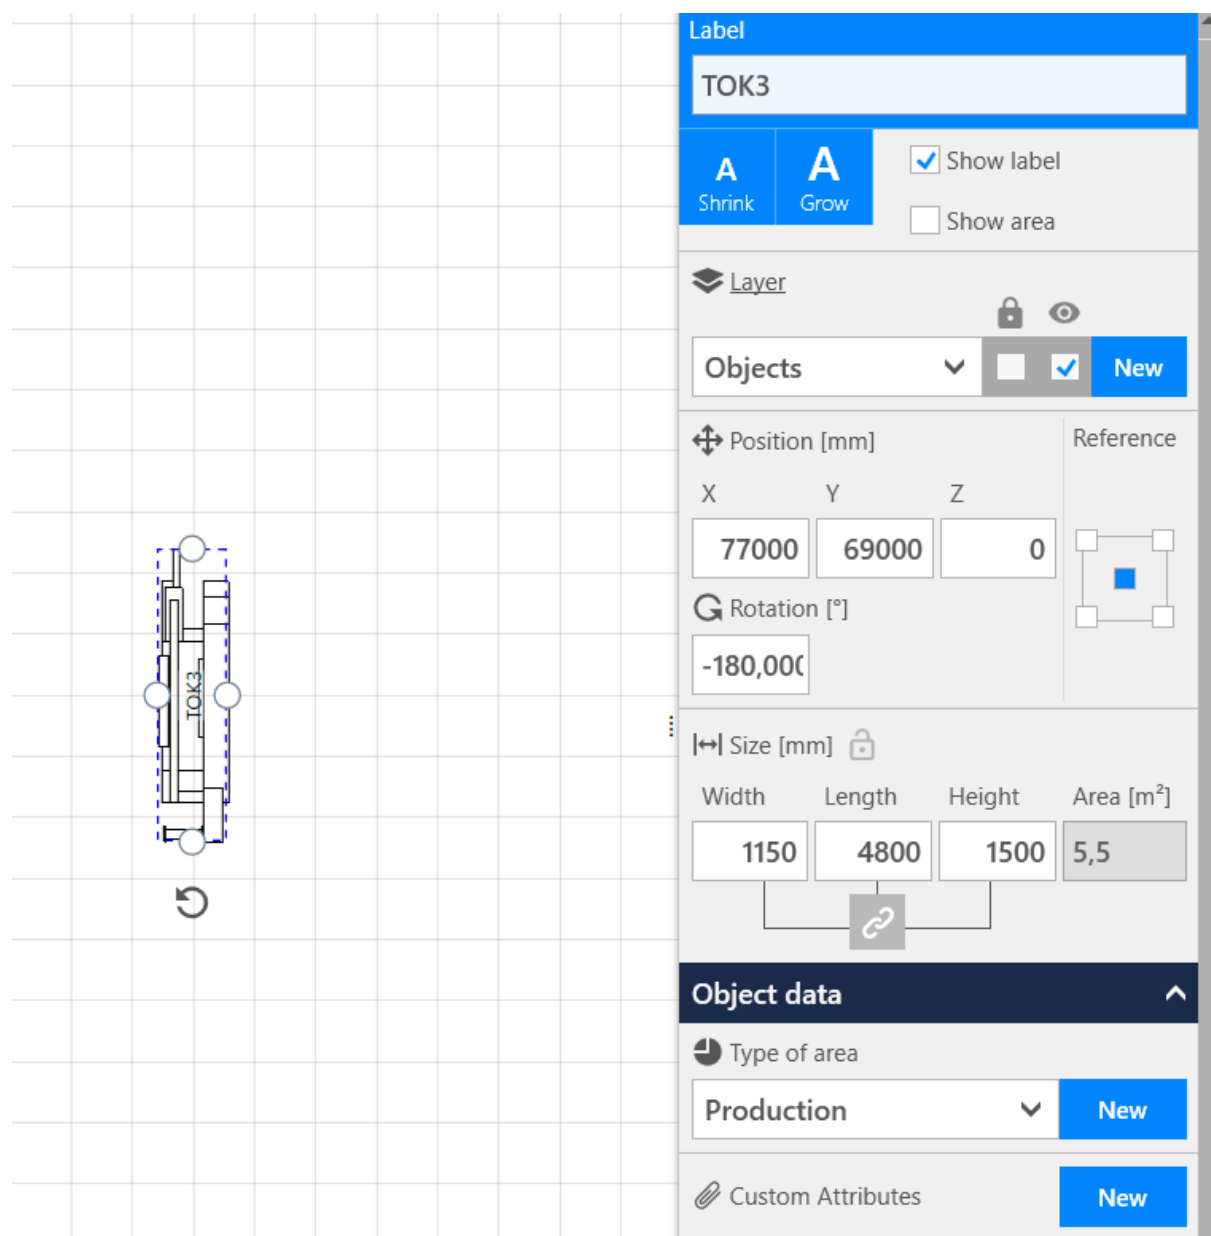 Label
TOK3
A
Shrink
A
Grow
Show label
Show area
Layer
Objects
New
Position [mm]
Reference
X Y Z
77000 69000 0
Rotation [°]
-180,00
TOK3
Size [mm]
Width Length Height Area [m²]
1150 4800 1500 5,5
Object data
Type of area
Production
New
Custom Attributes
New